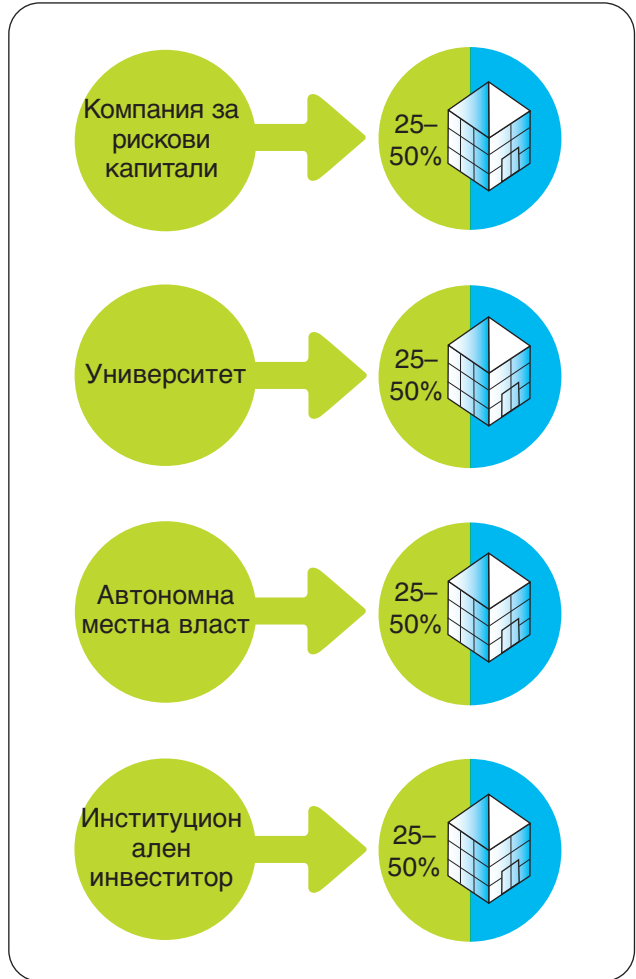 Компания за
рискови
капитали
25–
50%
Университет
25–
50%
Автономна
местна власт
25–
50%
Институцион
ален
инвеститор
25–
50%